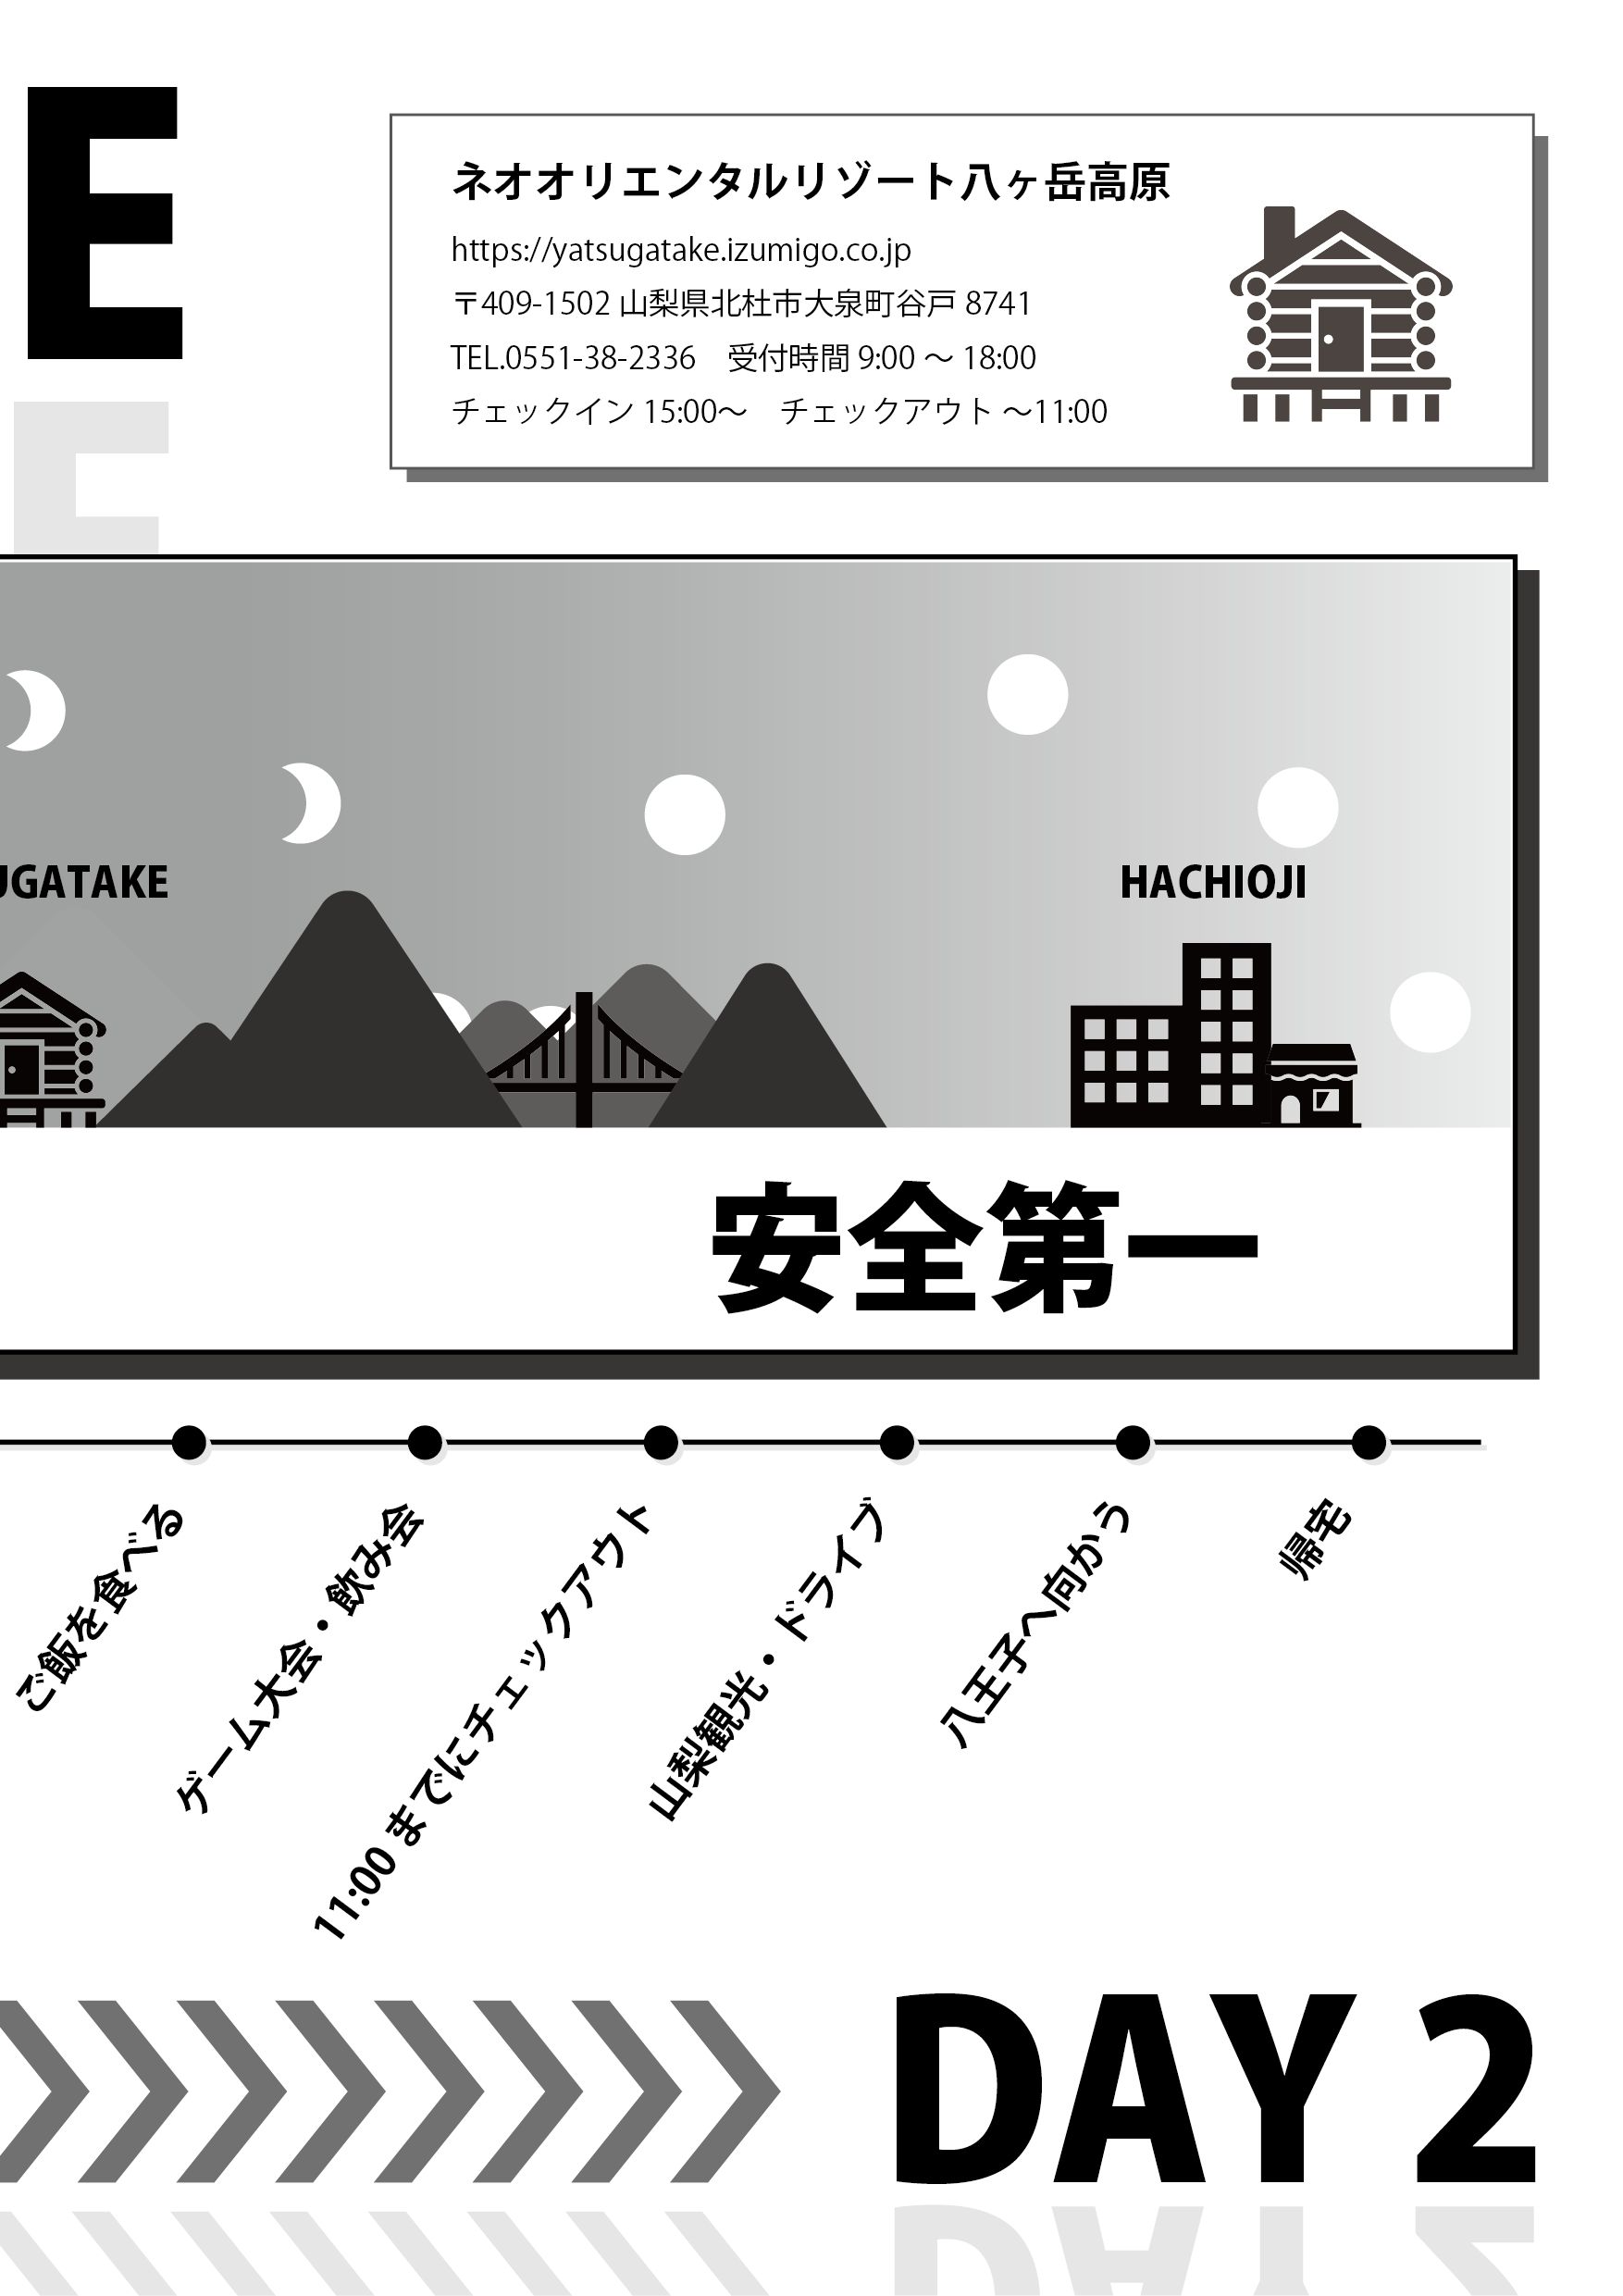 E
ネオオリエンタルリゾート八ヶ岳高原
https://yatsugatake.izumigo.co.jp
〒409-1502 山梨県北杜市大泉町谷戸 8741
TEL.0551-38-2336　受付時間 9:00 〜 18:00
チェックイン 15:00〜　チェックアウト 〜11:00
UGATAKE
HACHIOJI
安全第一
ご飯を食べる
ゲーム大会・飲み会
11:00 までにチェックアウト
山梨観光・ドライブ
八王子へ向かう
帰宅
DAY 2